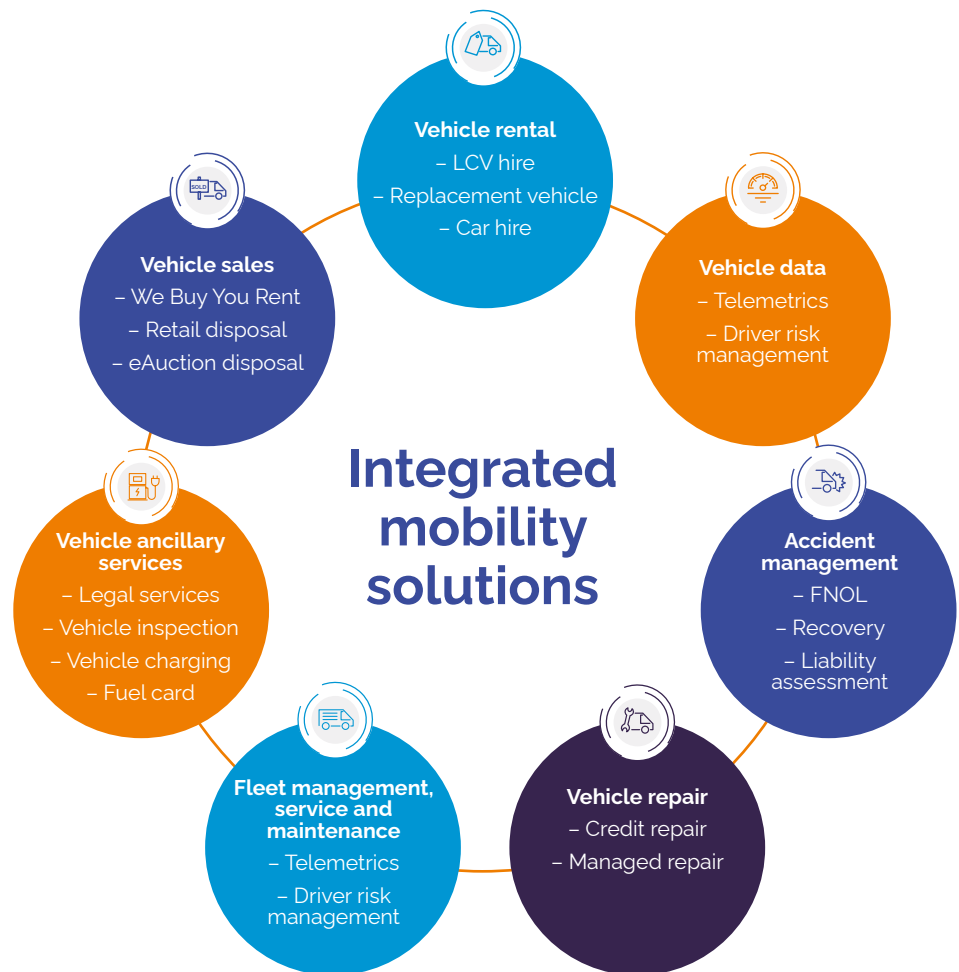 Vehicle rental
– LCV hire
– Replacement vehicle
– Car hire
Vehicle data
– Telemetrics
– Driver risk
management
Accident
management
– FNOL
– Recovery
– Liability
assessment
Vehicle repair
– Credit repair
– Managed repair
Fleet management,
service and
maintenance
– Telemetrics
– Driver risk
management
Vehicle ancillary
services
– Legal services
– Vehicle inspection
– Vehicle charging
– Fuel card
SOLD
Vehicle sales
– We Buy You Rent
– Retail disposal
– eAuction disposal
Integrated
mobility
solutions